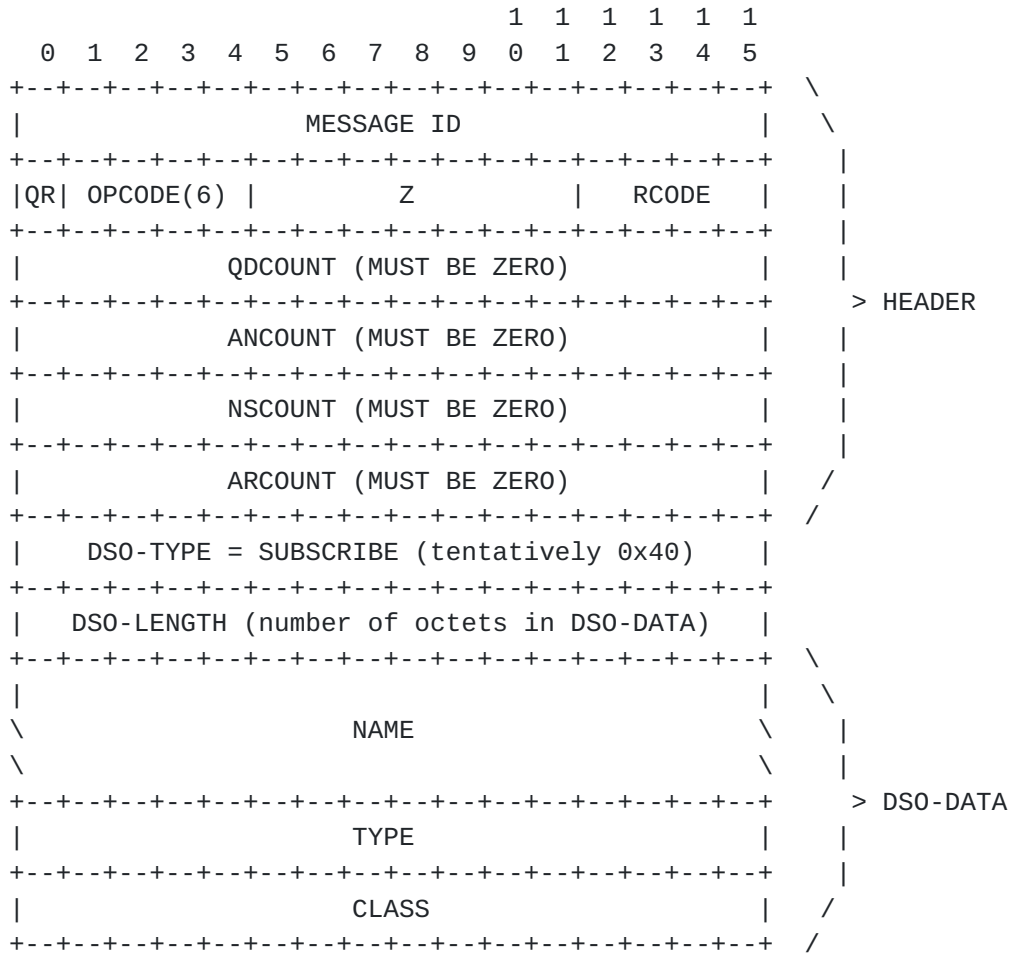 1  1  1  1  1  1
   0  1  2  3  4  5  6  7  8  9  0  1  2  3  4  5
 +--+--+--+--+--+--+--+--+--+--+--+--+--+--+--+--+  \
 |                  MESSAGE ID                   |   \
 +--+--+--+--+--+--+--+--+--+--+--+--+--+--+--+--+    |
 |QR| OPCODE(6) |         Z          |   RCODE   |    |
 +--+--+--+--+--+--+--+--+--+--+--+--+--+--+--+--+    |
 |             QDCOUNT (MUST BE ZERO)            |    |
 +--+--+--+--+--+--+--+--+--+--+--+--+--+--+--+--+     > HEADER
 |             ANCOUNT (MUST BE ZERO)            |    |
 +--+--+--+--+--+--+--+--+--+--+--+--+--+--+--+--+    |
 |             NSCOUNT (MUST BE ZERO)            |    |
 +--+--+--+--+--+--+--+--+--+--+--+--+--+--+--+--+    |
 |             ARCOUNT (MUST BE ZERO)            |   /
 +--+--+--+--+--+--+--+--+--+--+--+--+--+--+--+--+  /
 |    DSO-TYPE = SUBSCRIBE (tentatively 0x40)    |
 +--+--+--+--+--+--+--+--+--+--+--+--+--+--+--+--+
 |   DSO-LENGTH (number of octets in DSO-DATA)   |
 +--+--+--+--+--+--+--+--+--+--+--+--+--+--+--+--+  \
 |                                               |   \
 \                     NAME                      \    |
 \                                               \    |
 +--+--+--+--+--+--+--+--+--+--+--+--+--+--+--+--+     > DSO-DATA
 |                     TYPE                      |    |
 +--+--+--+--+--+--+--+--+--+--+--+--+--+--+--+--+    |
 |                     CLASS                     |   /
 +--+--+--+--+--+--+--+--+--+--+--+--+--+--+--+--+  /